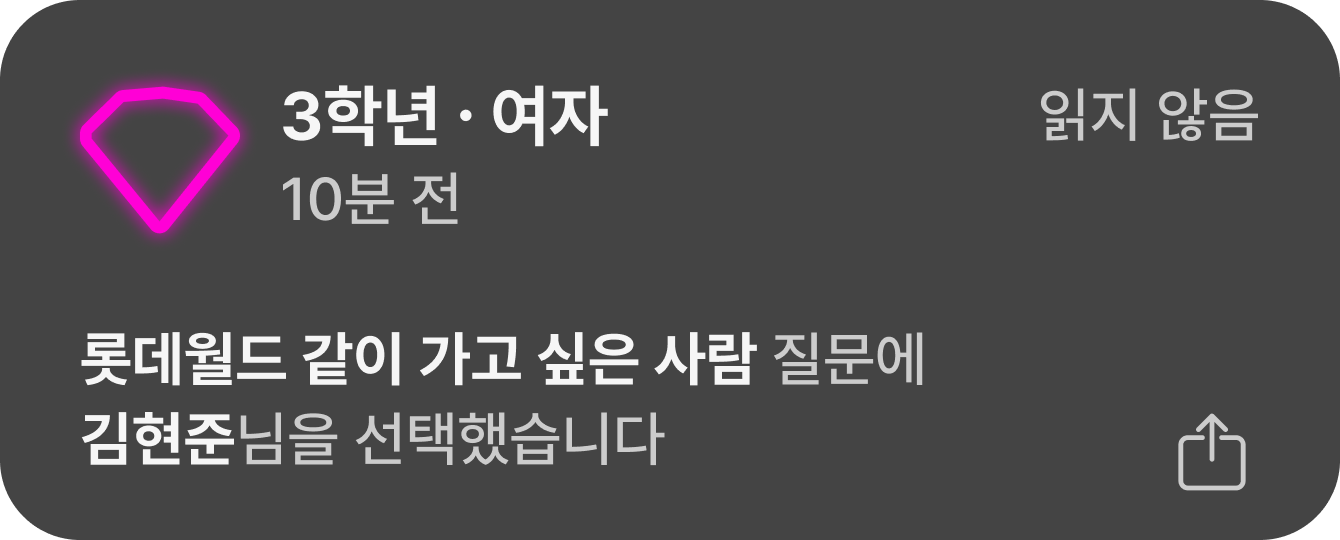 3학년 · 여자
읽지 않음
10분 전
롯데월드 같이 가고 싶은 사람 질문에
김현준님을 선택했습니다